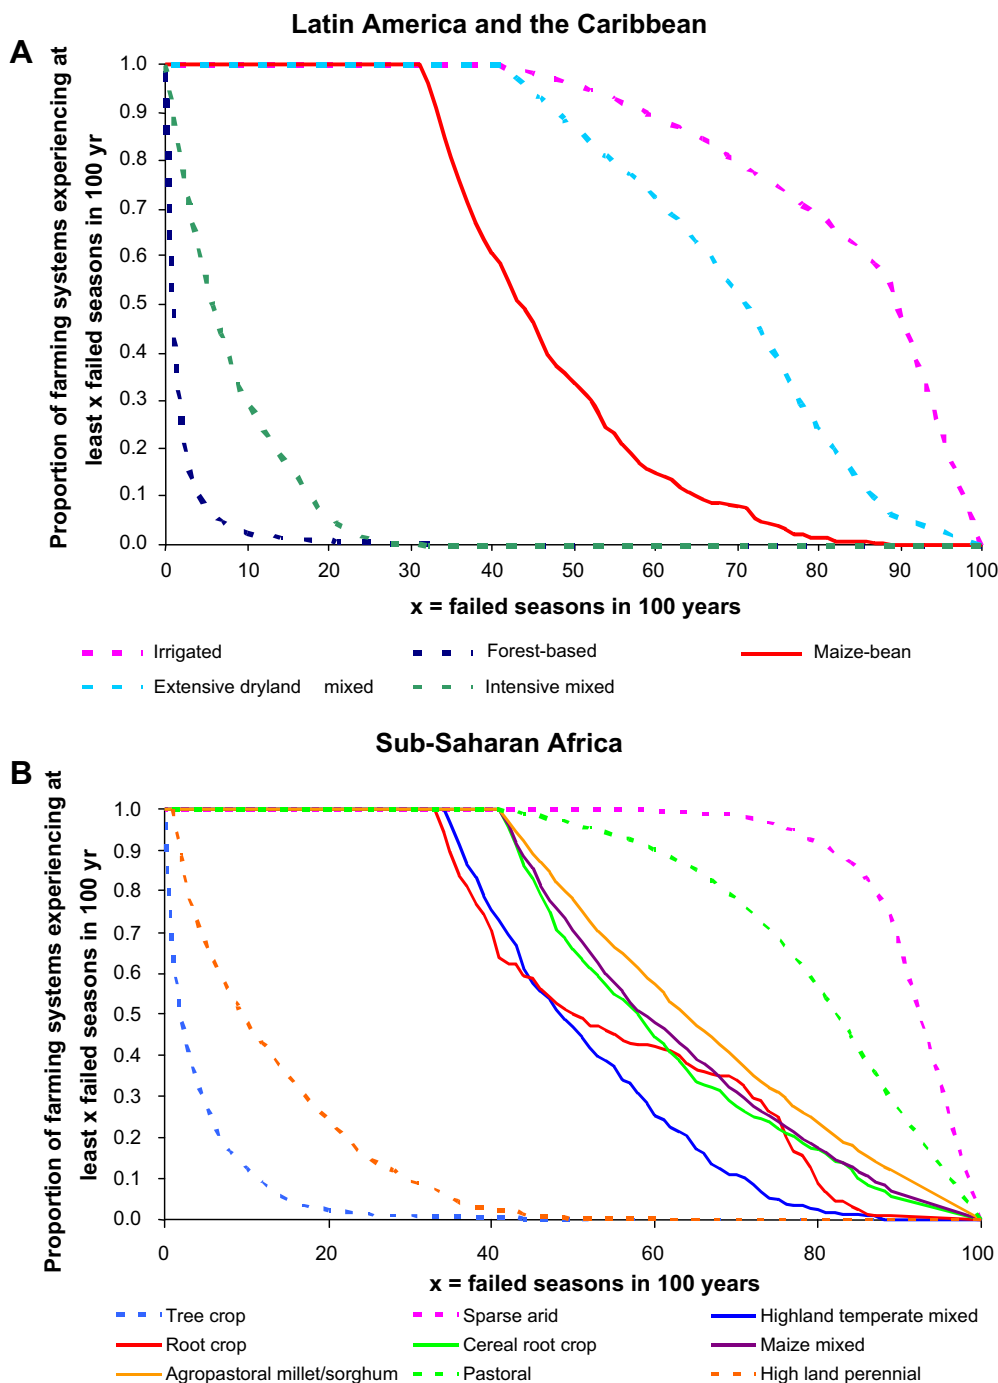 Latin America and the Caribbean
A
Proportion of farming systems experiencing at
least x failed seasons in 100 yr
1.0
0.9
0.8
0.7
0.6
0.5
0.4
0.3
0.2
0.1
0.0
0 10 20 30 40 50 60 70 80 90 100
x = failed seasons in 100 years
Irrigated Forest-based Maize-bean
Extensive dryland mixed Intensive mixed
Sub-Saharan Africa
B
Proportion of farming systems experiencing at
least x failed seasons in 100 yr
1.0
0.9
0.8
0.7
0.6
0.5
0.4
0.3
0.2
0.1
0.0
0 20 40 60 80 100
x = failed seasons in 100 years
Tree crop Sparse arid Highland temperate mixed
Root crop Cereal root crop Maize mixed
Agropastoral millet/sorghum Pastoral High land perennial